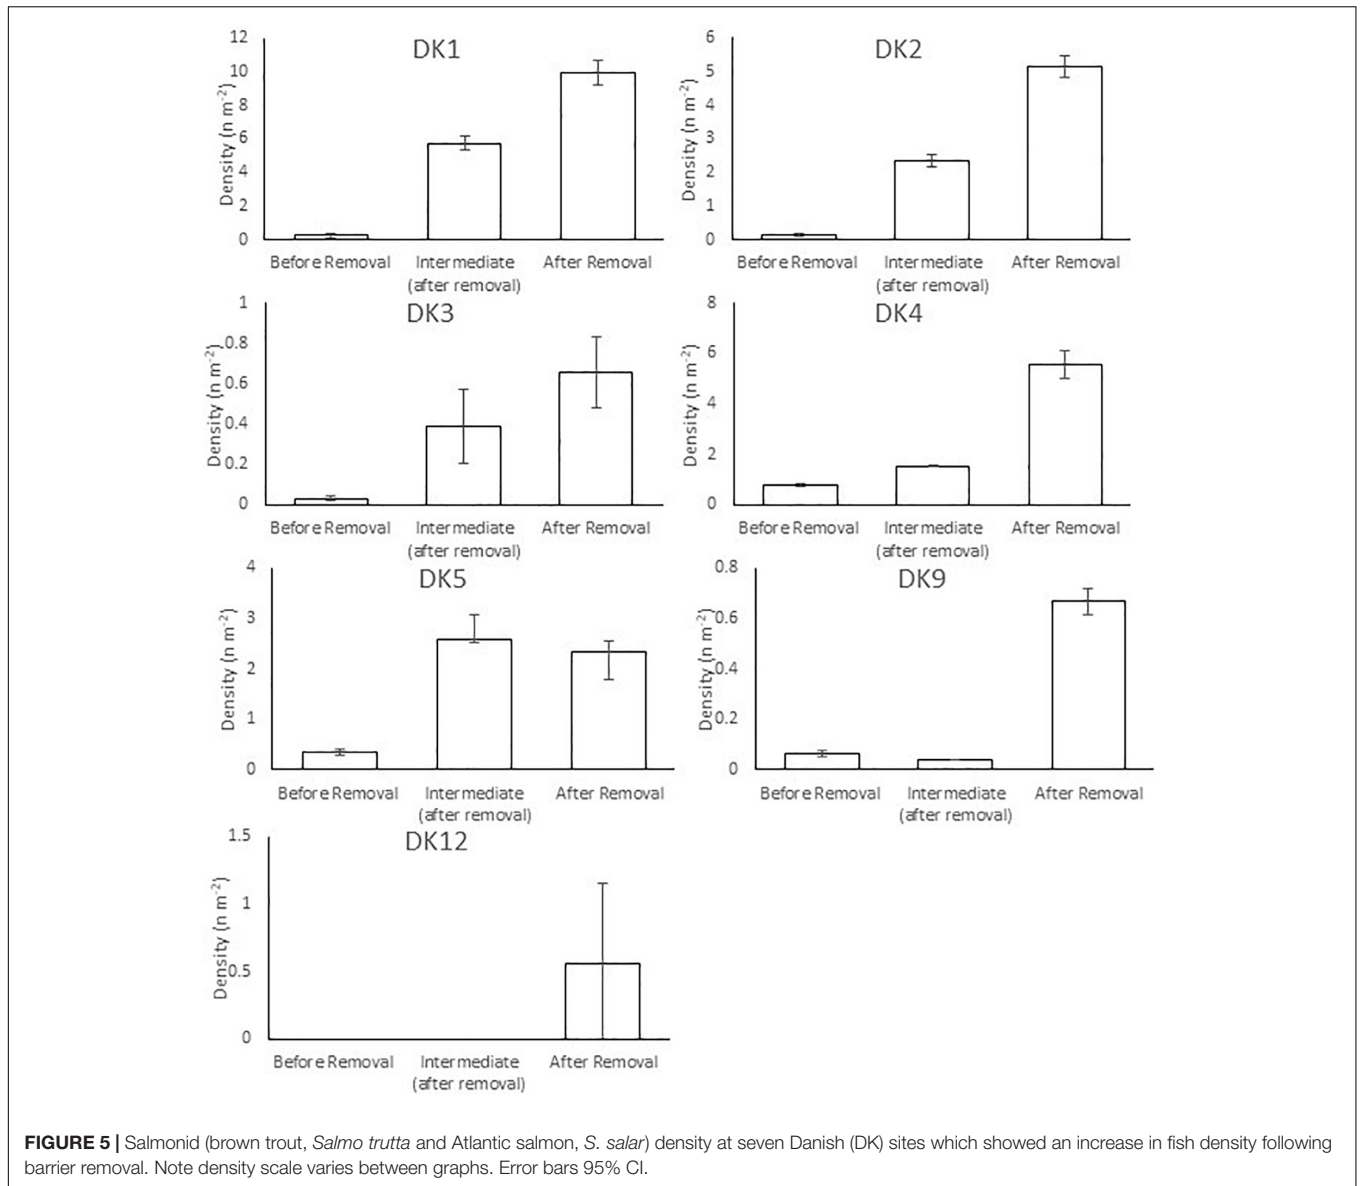 DK1
12
10
8
6
4
2
0
Density (n m-2)
Before Removal
Intermediate
(after removal)
After Removal
DK2
6
5
4
3
2
1
0
Density (n m-2)
Before Removal
Intermediate
(after removal)
After Removal
DK3
1
0.8
0.6
0.4
0.2
0
Density (n m-2)
Before Removal
Intermediate
(after removal)
After Removal
DK4
8
6
4
2
0
Density (n m-2)
Before Removal
Intermediate
(after removal)
After Removal
DK5
4
3
2
1
0
Density (n m-2)
Before Removal
Intermediate
(after removal)
After Removal
DK9
0.8
0.6
0.4
0.2
0
Density (n m-2)
Before Removal
Intermediate
(after removal)
After Removal
DK12
1.5
1
0.5
0
Density (n m-2)
Before Removal
Intermediate
(after removal)
After Removal
FIGURE 5 | Salmonid (brown trout, Salmo trutta and Atlantic salmon, S. salar) density at seven Danish (DK) sites which showed an increase in fish density following
barrier removal. Note density scale varies between graphs. Error bars 95% CI.